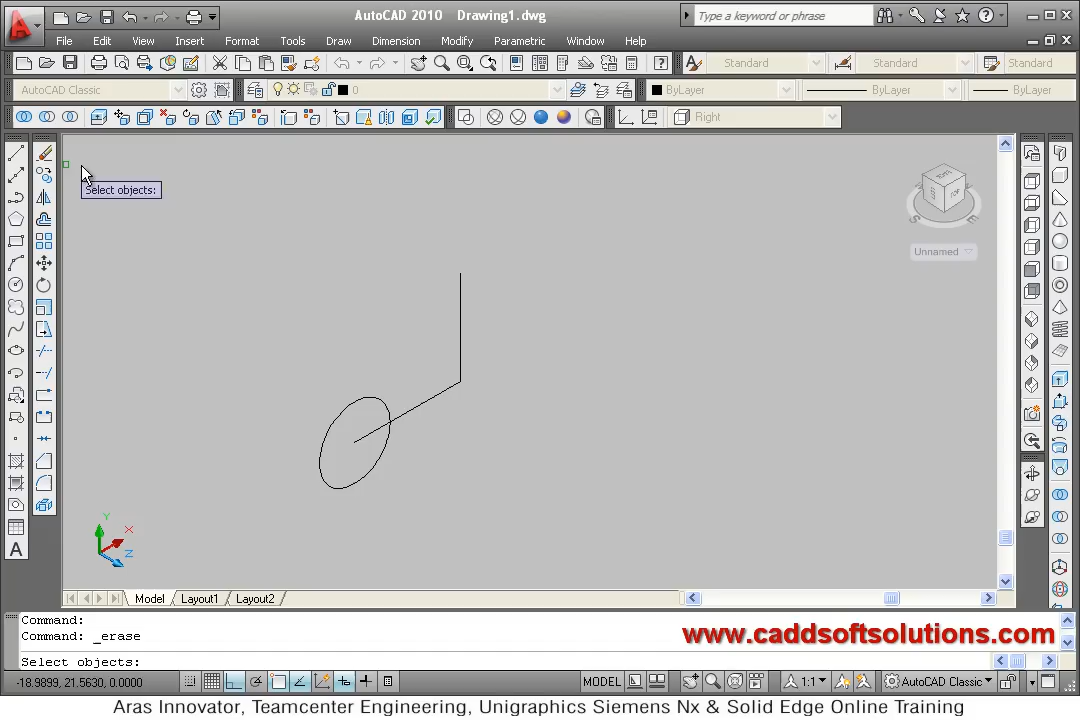 AutoCAD 2010 Drawing1.dwg
Type a keyword or phrase
File Edit View Insert Format Tools Draw Dimension Modify Parametric Window Help
Standard Standard Standard
AutoCAD Classic 0 ByLayer ByLayer ByLayer
Right
TOP
Select objects:
Unnamed
Y
X
Z
A
Model Layout1 Layout2
Command:
Command: _erase
www.caddsoftsolutions.com
Select objects:
-18.9899, 21.5630, 0.0000 MODEL 1:1 AutoCAD Classic
Aras Innovator, Teamcenter Engineering, Unigraphics Siemens Nx & Solid Edge Online Training